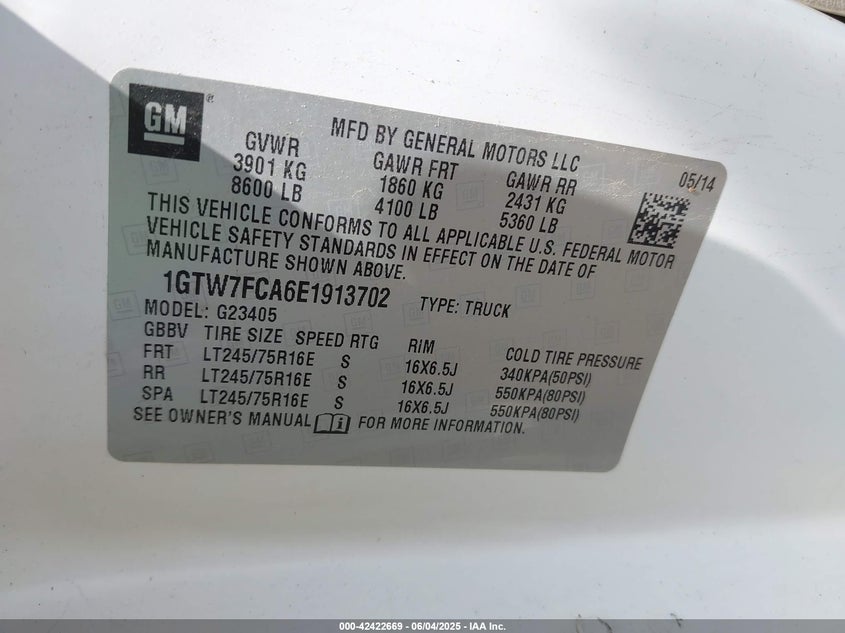 GM®
MFD BY GENERAL MOTORS LLC
05/14
GVWR GAWR FRT GAWR RR
3901 KG 1860 KG 2431 KG
8600 LB 4100 LB 5360 LB
THIS VEHICLE CONFORMS TO ALL APPLICABLE U.S. FEDERAL MOTOR
VEHICLE SAFETY STANDARDS IN EFFECT ON THE DATE OF
MANUFACTURE SHOWN ABOVE.
1GTW7FCA6E1913702 TYPE: TRUCK
MODEL: G23405
GBBV TIRE SIZE SPEED RTG RIM COLD TIRE PRESSURE
FRT LT245/75R16E S 16X6.5J 340KPA(50PSI)
RR LT245/75R16E S 16X6.5J 550KPA(80PSI)
SPA LT245/75R16E S 16X6.5J 550KPA(80PSI)
SEE OWNER'S MANUAL i FOR MORE INFORMATION.
000-42422669 - 06/04/2025 - IAA Inc.